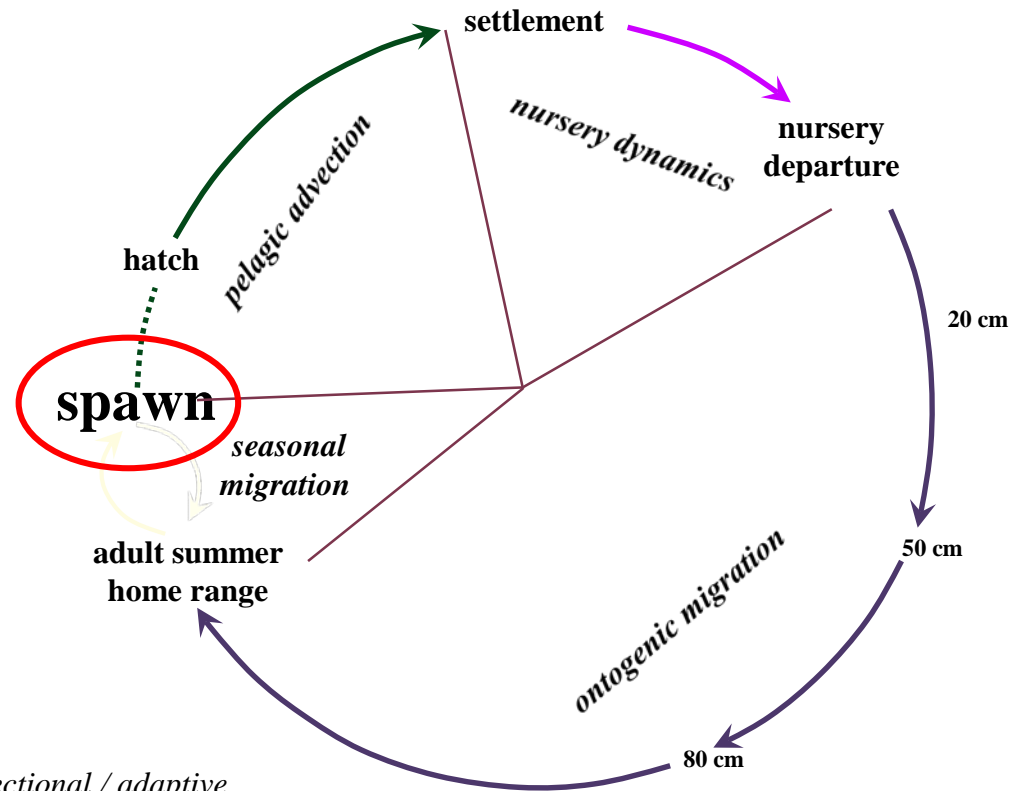 settlement
nursery dynamics
nursery
departure
pelagic advection
hatch
20 cm
spawn
seasonal
migration
50 cm
adult summer
home range
ontogenic migration
80 cm
/ adaptive